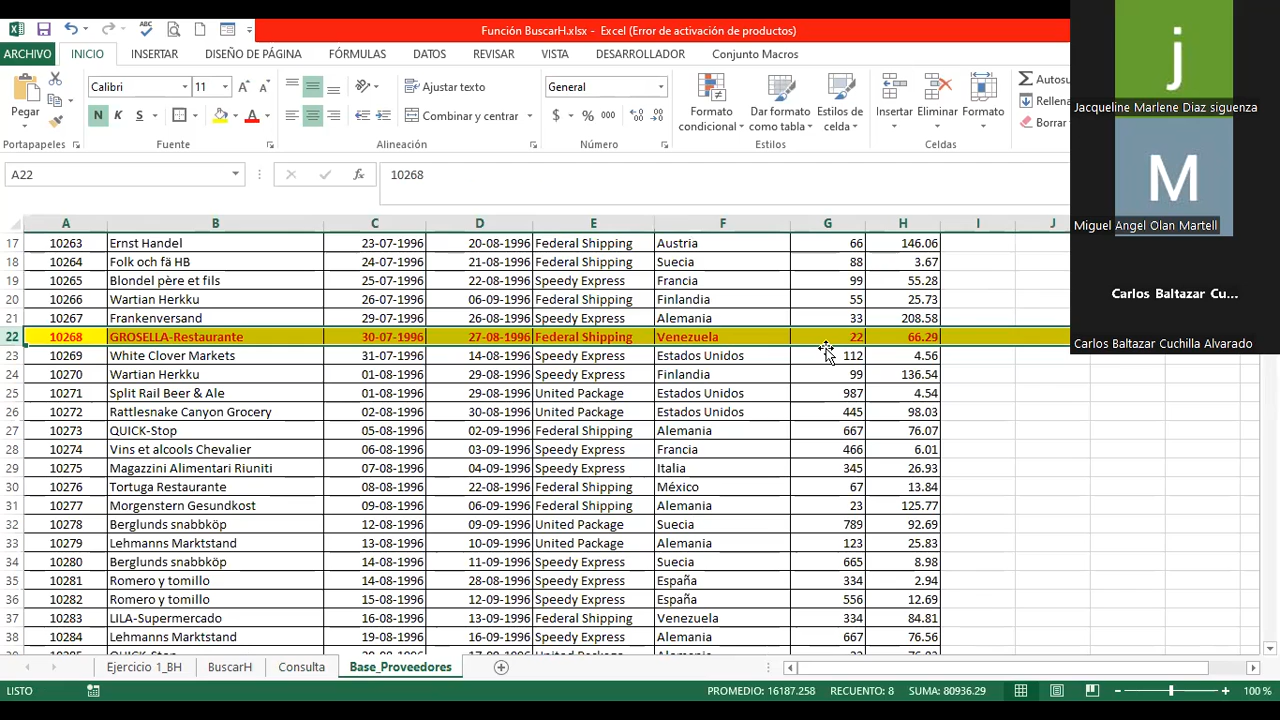 Función BuscarH.xlsx - Excel (Error de activación de productos)
ARCHIVO INICIO INSERTAR DISEÑO DE PÁGINA FÓRMULAS DATOS REVISAR VISTA DESARROLLADOR Conjunto Macros
Calibri 11 Ajustar texto General Autosu
Pegar N K S Combinar y centrar $ % 000 Formato condicional Dar formato como tabla Estilos de celda Insertar Eliminar Formato Rellena
Borrar
Portapapeles Fuente Alineación Número Estilos Celdas
A22 fx 10268
A B C D E F G H I J
17 10263 Ernst Handel 23-07-1996 20-08-1996 Federal Shipping Austria 66 146.06
18 10264 Folk och fä HB 24-07-1996 21-08-1996 Federal Shipping Suecia 88 3.67
19 10265 Blondel père et fils 25-07-1996 22-08-1996 Speedy Express Francia 99 55.28
20 10266 Wartian Herkku 26-07-1996 06-09-1996 Federal Shipping Finlandia 55 25.73
21 10267 Frankenversand 29-07-1996 26-08-1996 Speedy Express Alemania 33 208.58
22 10268 GROSELLA-Restaurante 30-07-1996 27-08-1996 Federal Shipping Venezuela 22 66.29
23 10269 White Clover Markets 31-07-1996 14-08-1996 Speedy Express Estados Unidos 112 4.56
24 10270 Wartian Herkku 01-08-1996 29-08-1996 Speedy Express Finlandia 99 136.54
25 10271 Split Rail Beer & Ale 01-08-1996 29-08-1996 United Package Estados Unidos 987 4.54
26 10272 Rattlesnake Canyon Grocery 02-08-1996 30-08-1996 United Package Estados Unidos 445 98.03
27 10273 QUICK-Stop 05-08-1996 02-09-1996 Federal Shipping Alemania 667 76.07
28 10274 Vins et alcools Chevalier 06-08-1996 03-09-1996 Speedy Express Francia 466 6.01
29 10275 Magazzini Alimentari Riuniti 07-08-1996 04-09-1996 Speedy Express Italia 345 26.93
30 10276 Tortuga Restaurante 08-08-1996 22-08-1996 Federal Shipping México 67 13.84
31 10277 Morgenstern Gesundkost 09-08-1996 06-09-1996 Federal Shipping Alemania 23 125.77
32 10278 Berglunds snabbköp 12-08-1996 09-09-1996 United Package Suecia 789 92.69
33 10279 Lehmanns Marktstand 13-08-1996 10-09-1996 United Package Alemania 123 25.83
34 10280 Berglunds snabbköp 14-08-1996 11-09-1996 Speedy Express Suecia 665 8.98
35 10281 Romero y tomillo 14-08-1996 28-08-1996 Speedy Express España 334 2.94
36 10282 Romero y tomillo 15-08-1996 12-09-1996 Speedy Express España 556 12.69
37 10283 LILA-Supermercado 16-08-1996 13-09-1996 Federal Shipping Venezuela 334 84.81
38 10284 Lehmanns Marktstand 19-08-1996 16-09-1996 Speedy Express Alemania 667 76.56
Ejercicio 1_BH BuscarH Consulta Base_Proveedores
LISTO PROMEDIO: 16187.258 RECUENTO: 8 SUMA: 80936.29 100 %
j
Jacqueline Marlene Diaz siguenza
M
Miguel Angel Olan Martell
Carlos Baltazar Cu...
Carlos Baltazar Cuchilla Alvarado